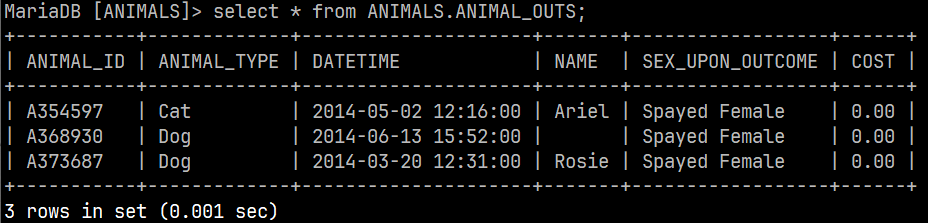 MariaDB [ANIMALS]> select * from ANIMALS.ANIMAL_OUTS;
+-----------+-------------+---------------------+-------+------------------+------+
| ANIMAL_ID | ANIMAL_TYPE | DATETIME            | NAME  | SEX_UPON_OUTCOME | COST |
+-----------+-------------+---------------------+-------+------------------+------+
| A354597   | Cat         | 2014-05-02 12:16:00 | Ariel | Spayed Female    | 0.00 |
| A368930   | Dog         | 2014-06-13 15:52:00 |       | Spayed Female    | 0.00 |
| A373687   | Dog         | 2014-03-20 12:31:00 | Rosie | Spayed Female    | 0.00 |
+-----------+-------------+---------------------+-------+------------------+------+
3 rows in set (0.001 sec)